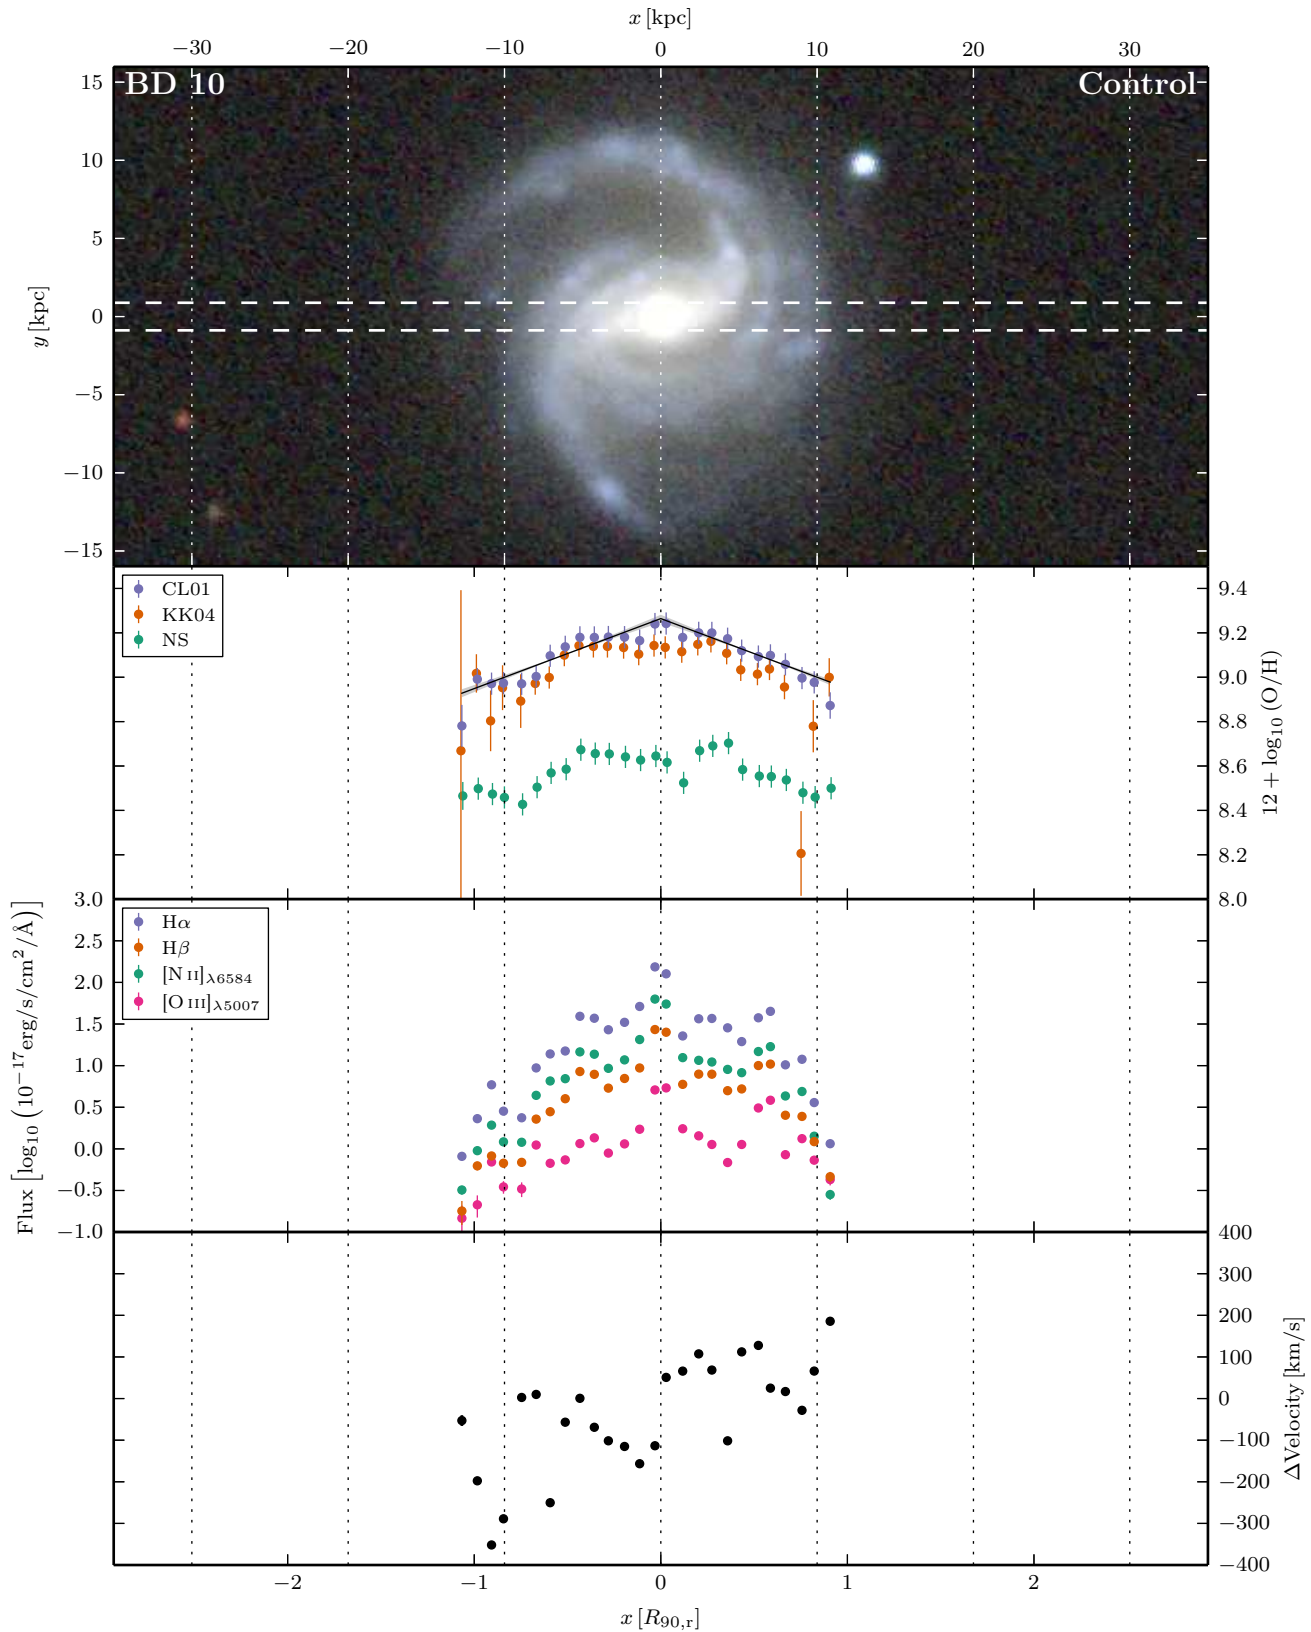 x [kpc]
−30 −20 −10 0 10 20 30
BD 10 Control
15
10
5
0
−5
−10
−15
y [kpc]
CL01
KK04
NS
9.4
9.2
9.0
8.8
8.6
8.4
8.2
8.0
12 + log₁₀ (O/H)
Hα
Hβ
[N II]λ6584
[O III]λ5007
3.0
2.5
2.0
1.5
1.0
0.5
0.0
−0.5
−1.0
Flux [log₁₀ (10⁻¹⁷erg/s/cm²/Å)]
400
300
200
100
0
−100
−200
−300
−400
ΔVelocity [km/s]
−2 −1 0 1 2
x [R₉₀,r]